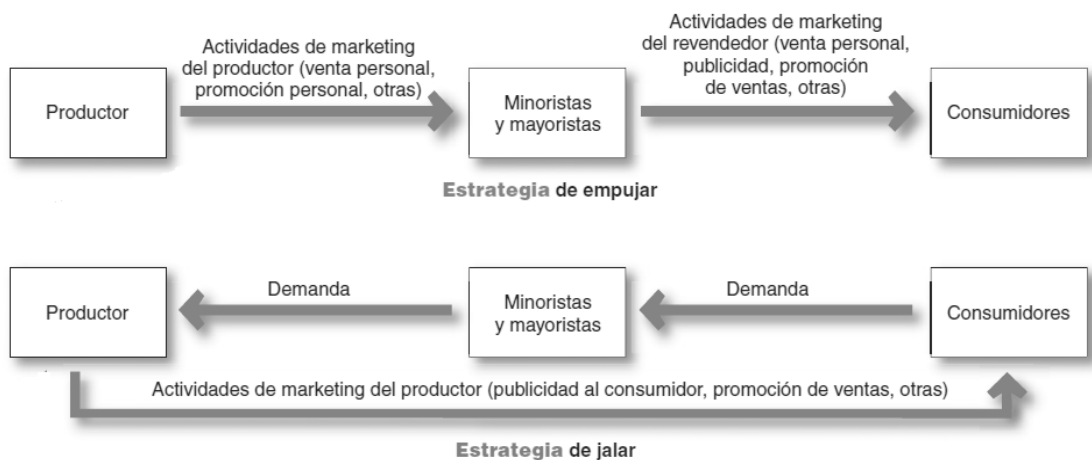 Actividades de marketing
del productor (venta personal,
promoción personal, otras)
Actividades de marketing
del revendedor (venta personal,
publicidad, promoción
de ventas, otras)
Productor
Minoristas
y mayoristas
Consumidores
Estrategia de empujar
Productor
Demanda
Minoristas
y mayoristas
Demanda
Consumidores
Actividades de marketing del productor (publicidad al consumidor, promoción de ventas, otras)
Estrategia de jalar